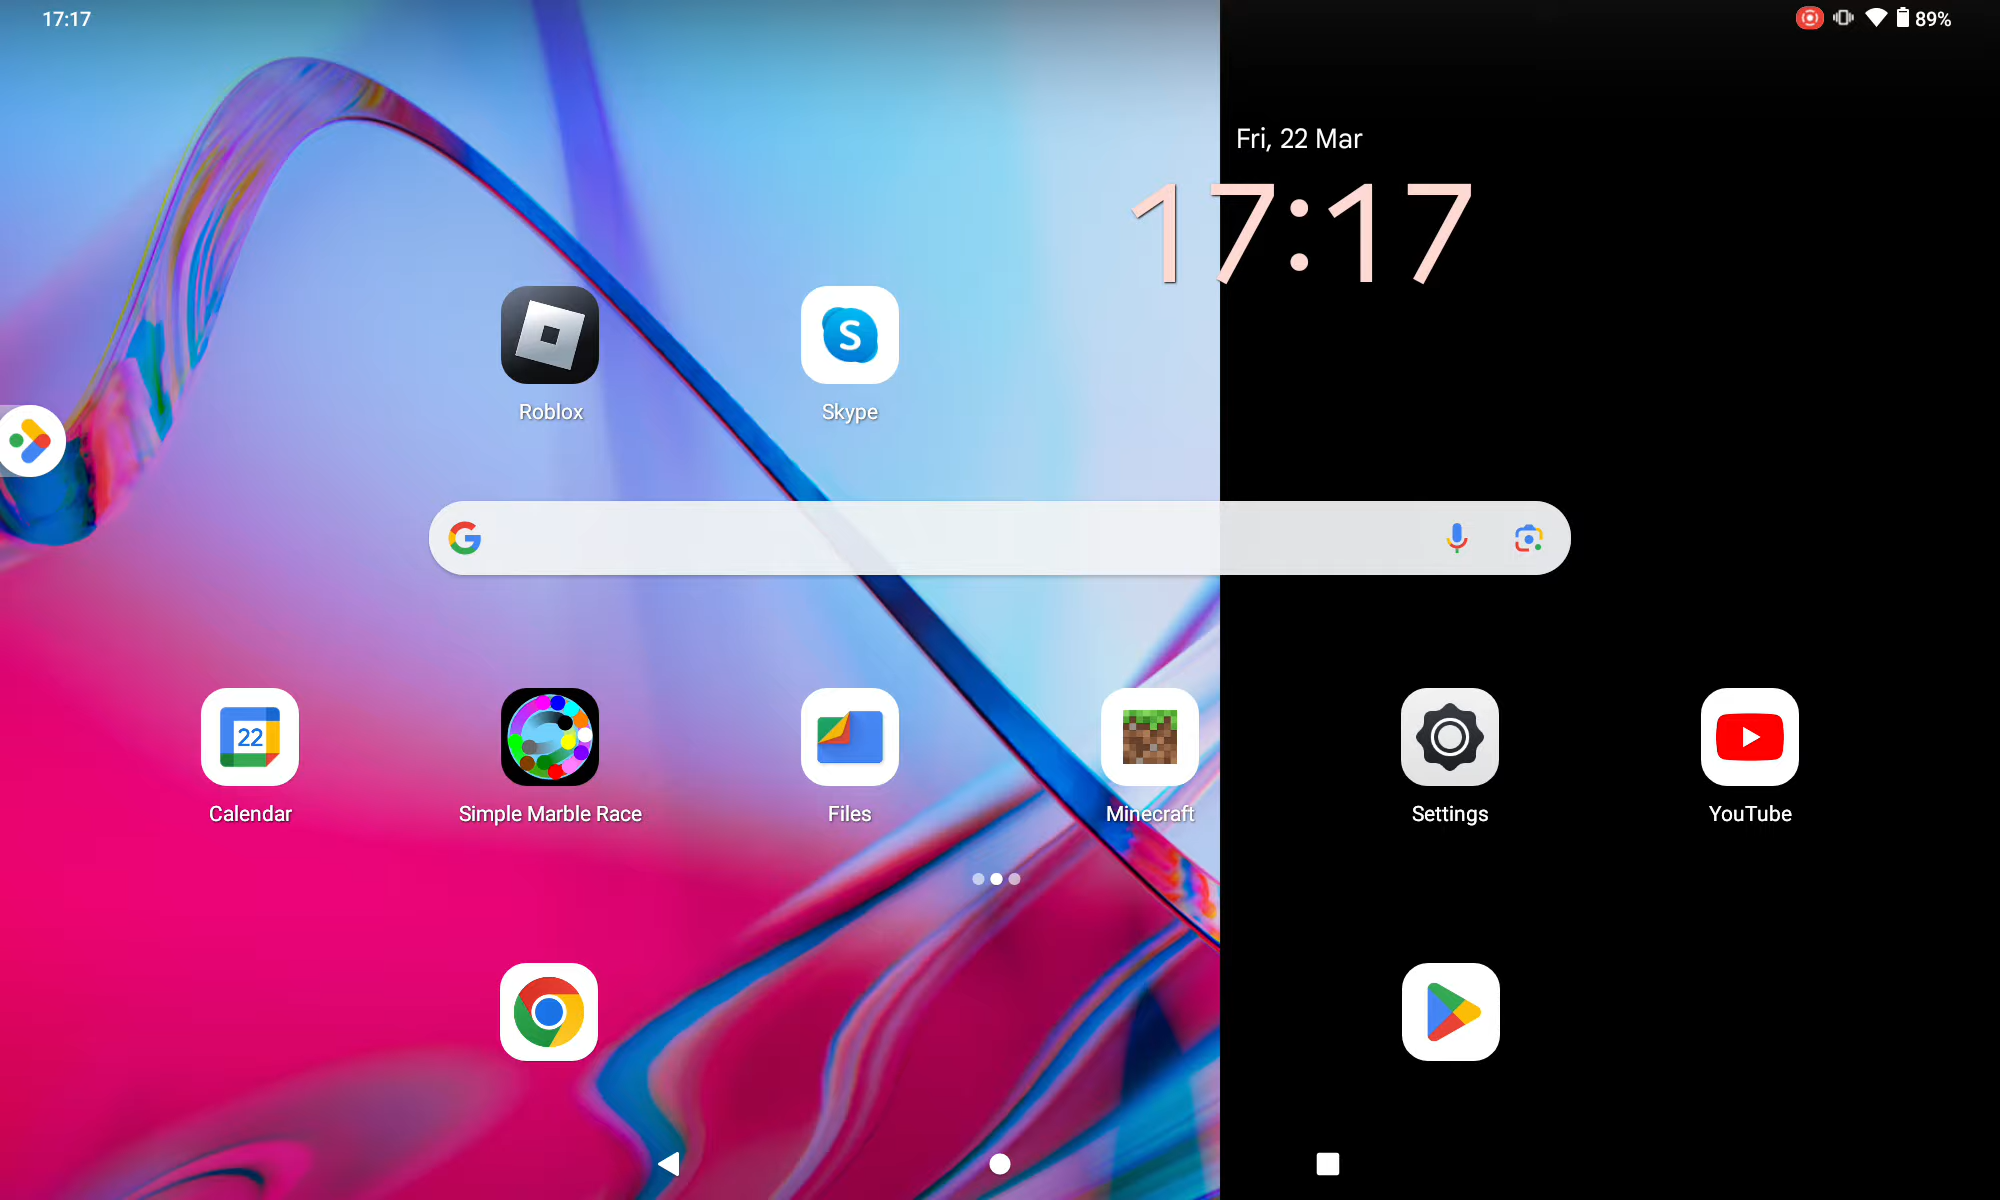 17:17
89%
Fri, 22 Mar
17:17
S
Roblox
Skype
G
22
Calendar
Simple Marble Race
Files
Minecraft
Settings
YouTube